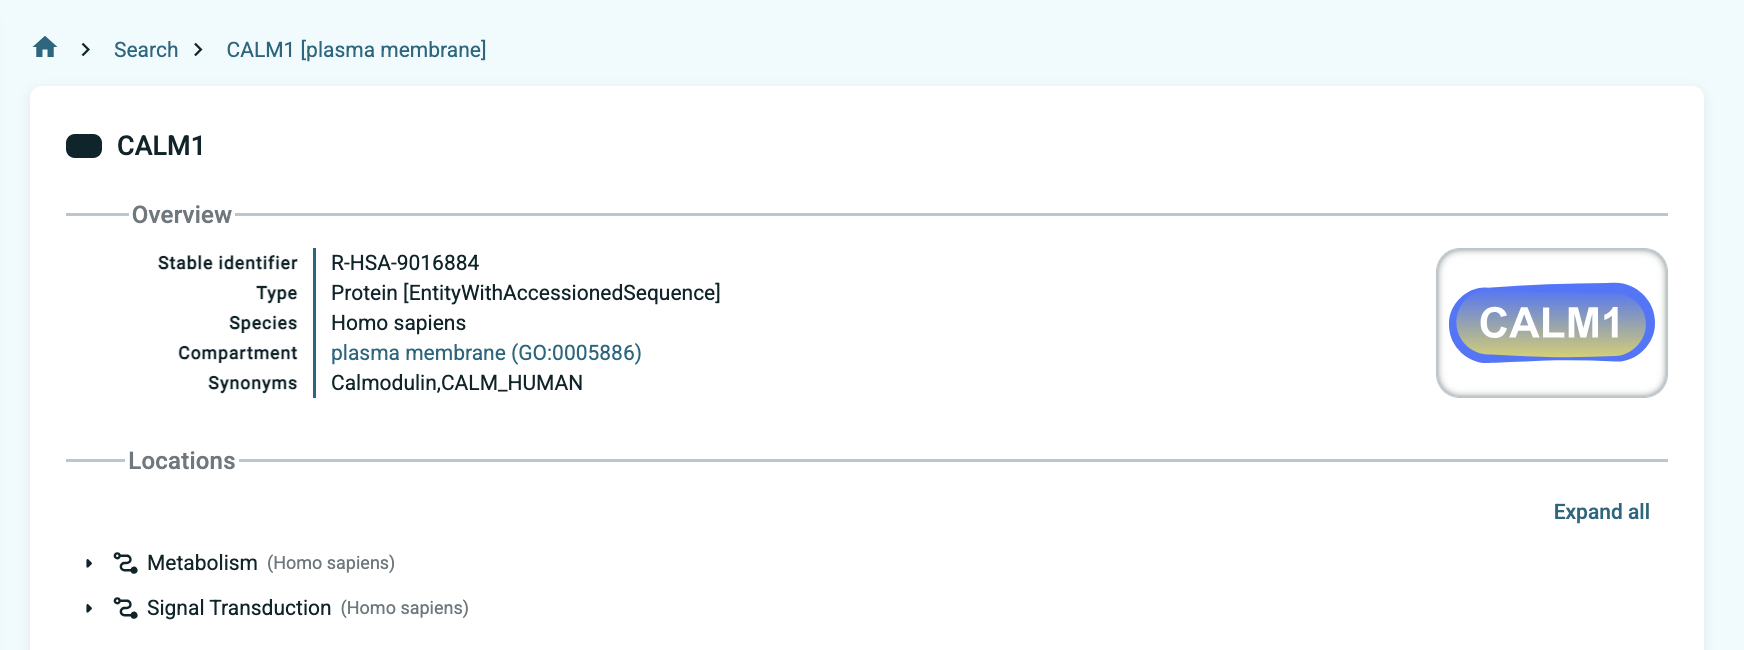 Search CALM1 [plasma membrane]
CALM1
Overview
Stable identifier R-HSA-9016884
Type Protein [EntityWithAccessionedSequence]
Species Homo sapiens
Compartment plasma membrane (GO:0005886)
Synonyms Calmodulin,CALM_HUMAN
CALM1
Locations
Expand all
Metabolism (Homo sapiens)
Signal Transduction (Homo sapiens)